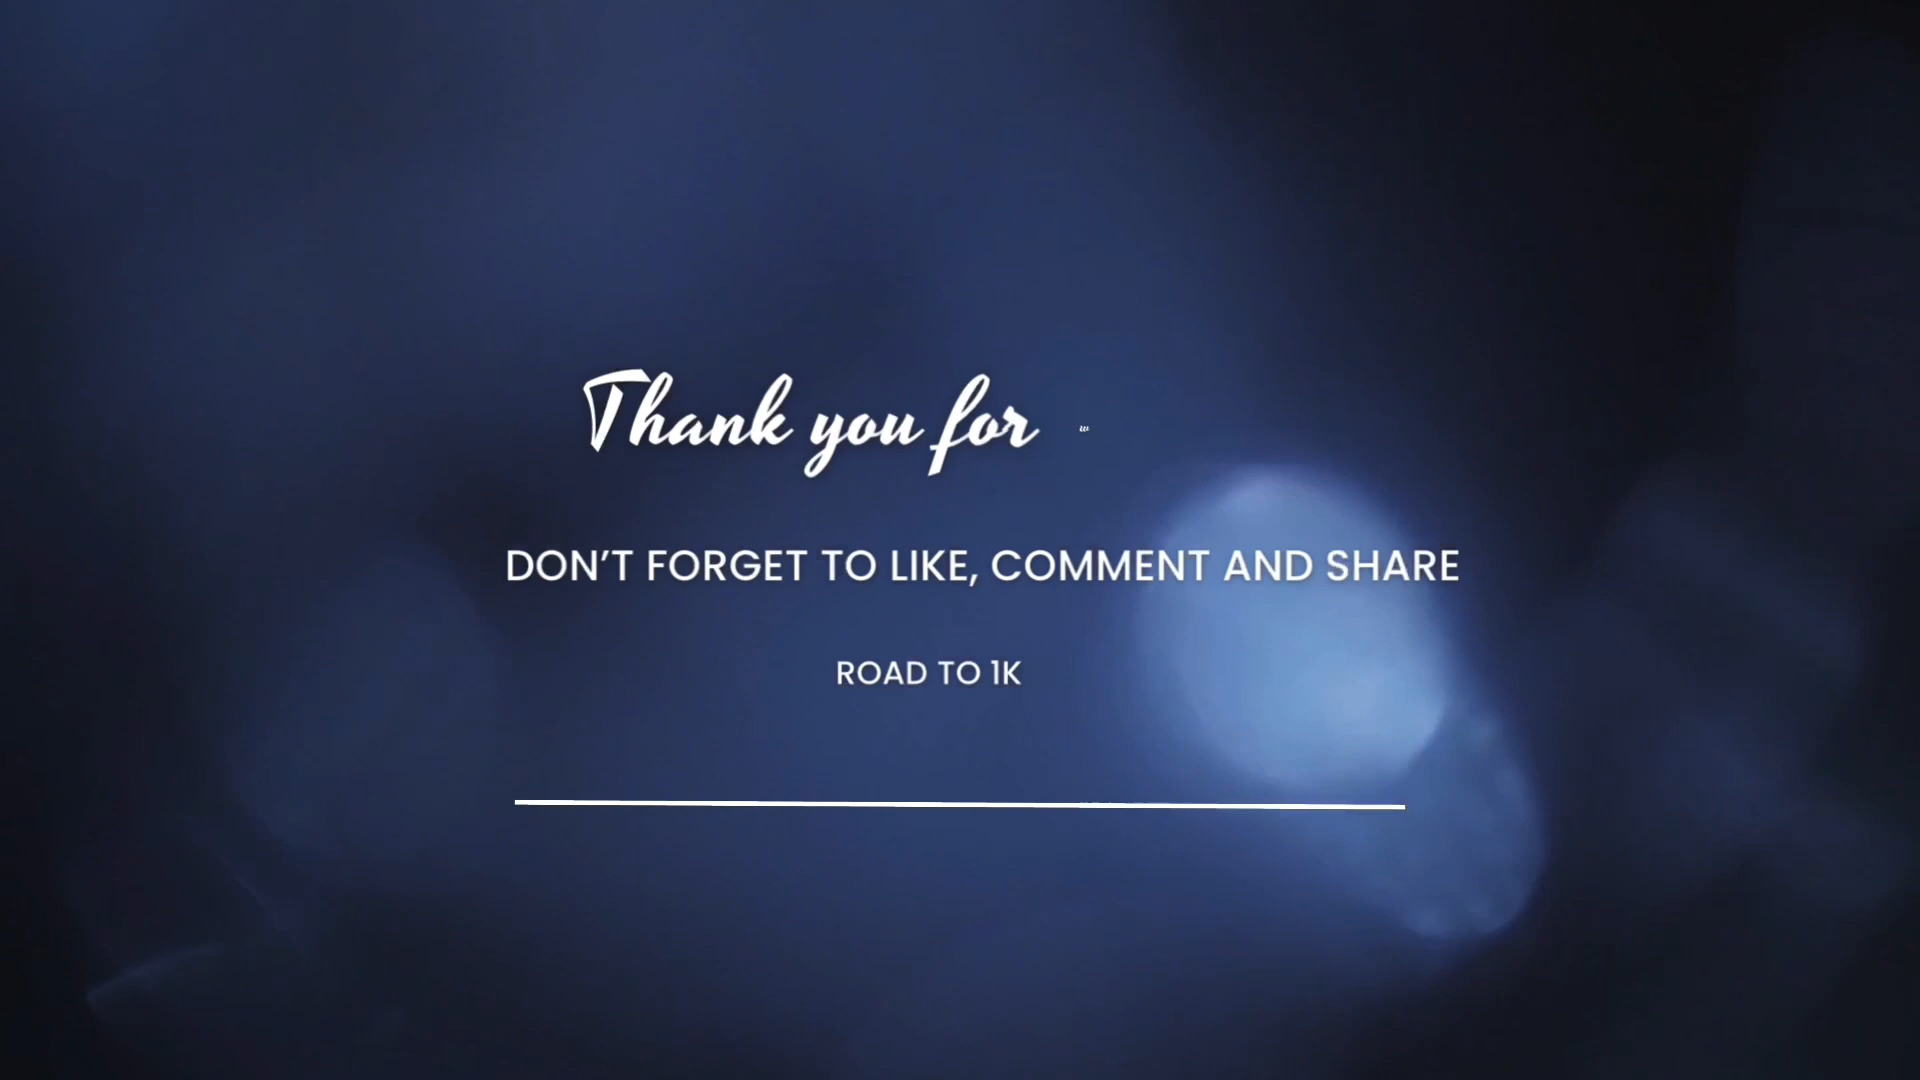 Thank you for w
DON’T FORGET TO LIKE, COMMENT AND SHARE
ROAD TO 1K